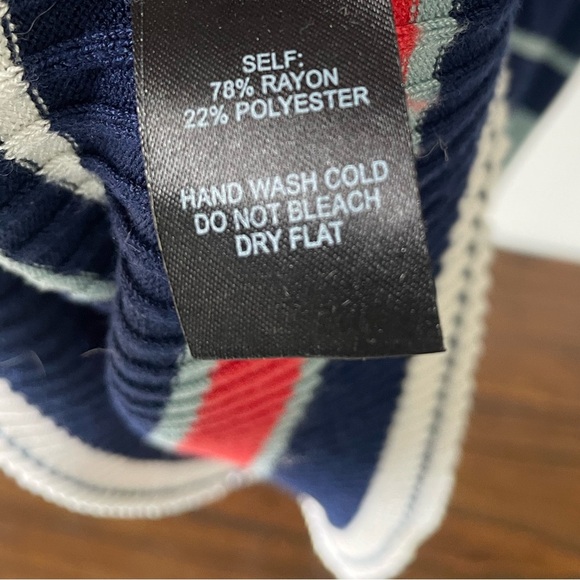 SELF:
78% RAYON
22% POLYESTER
HAND WASH COLD
DO NOT BLEACH
DRY FLAT